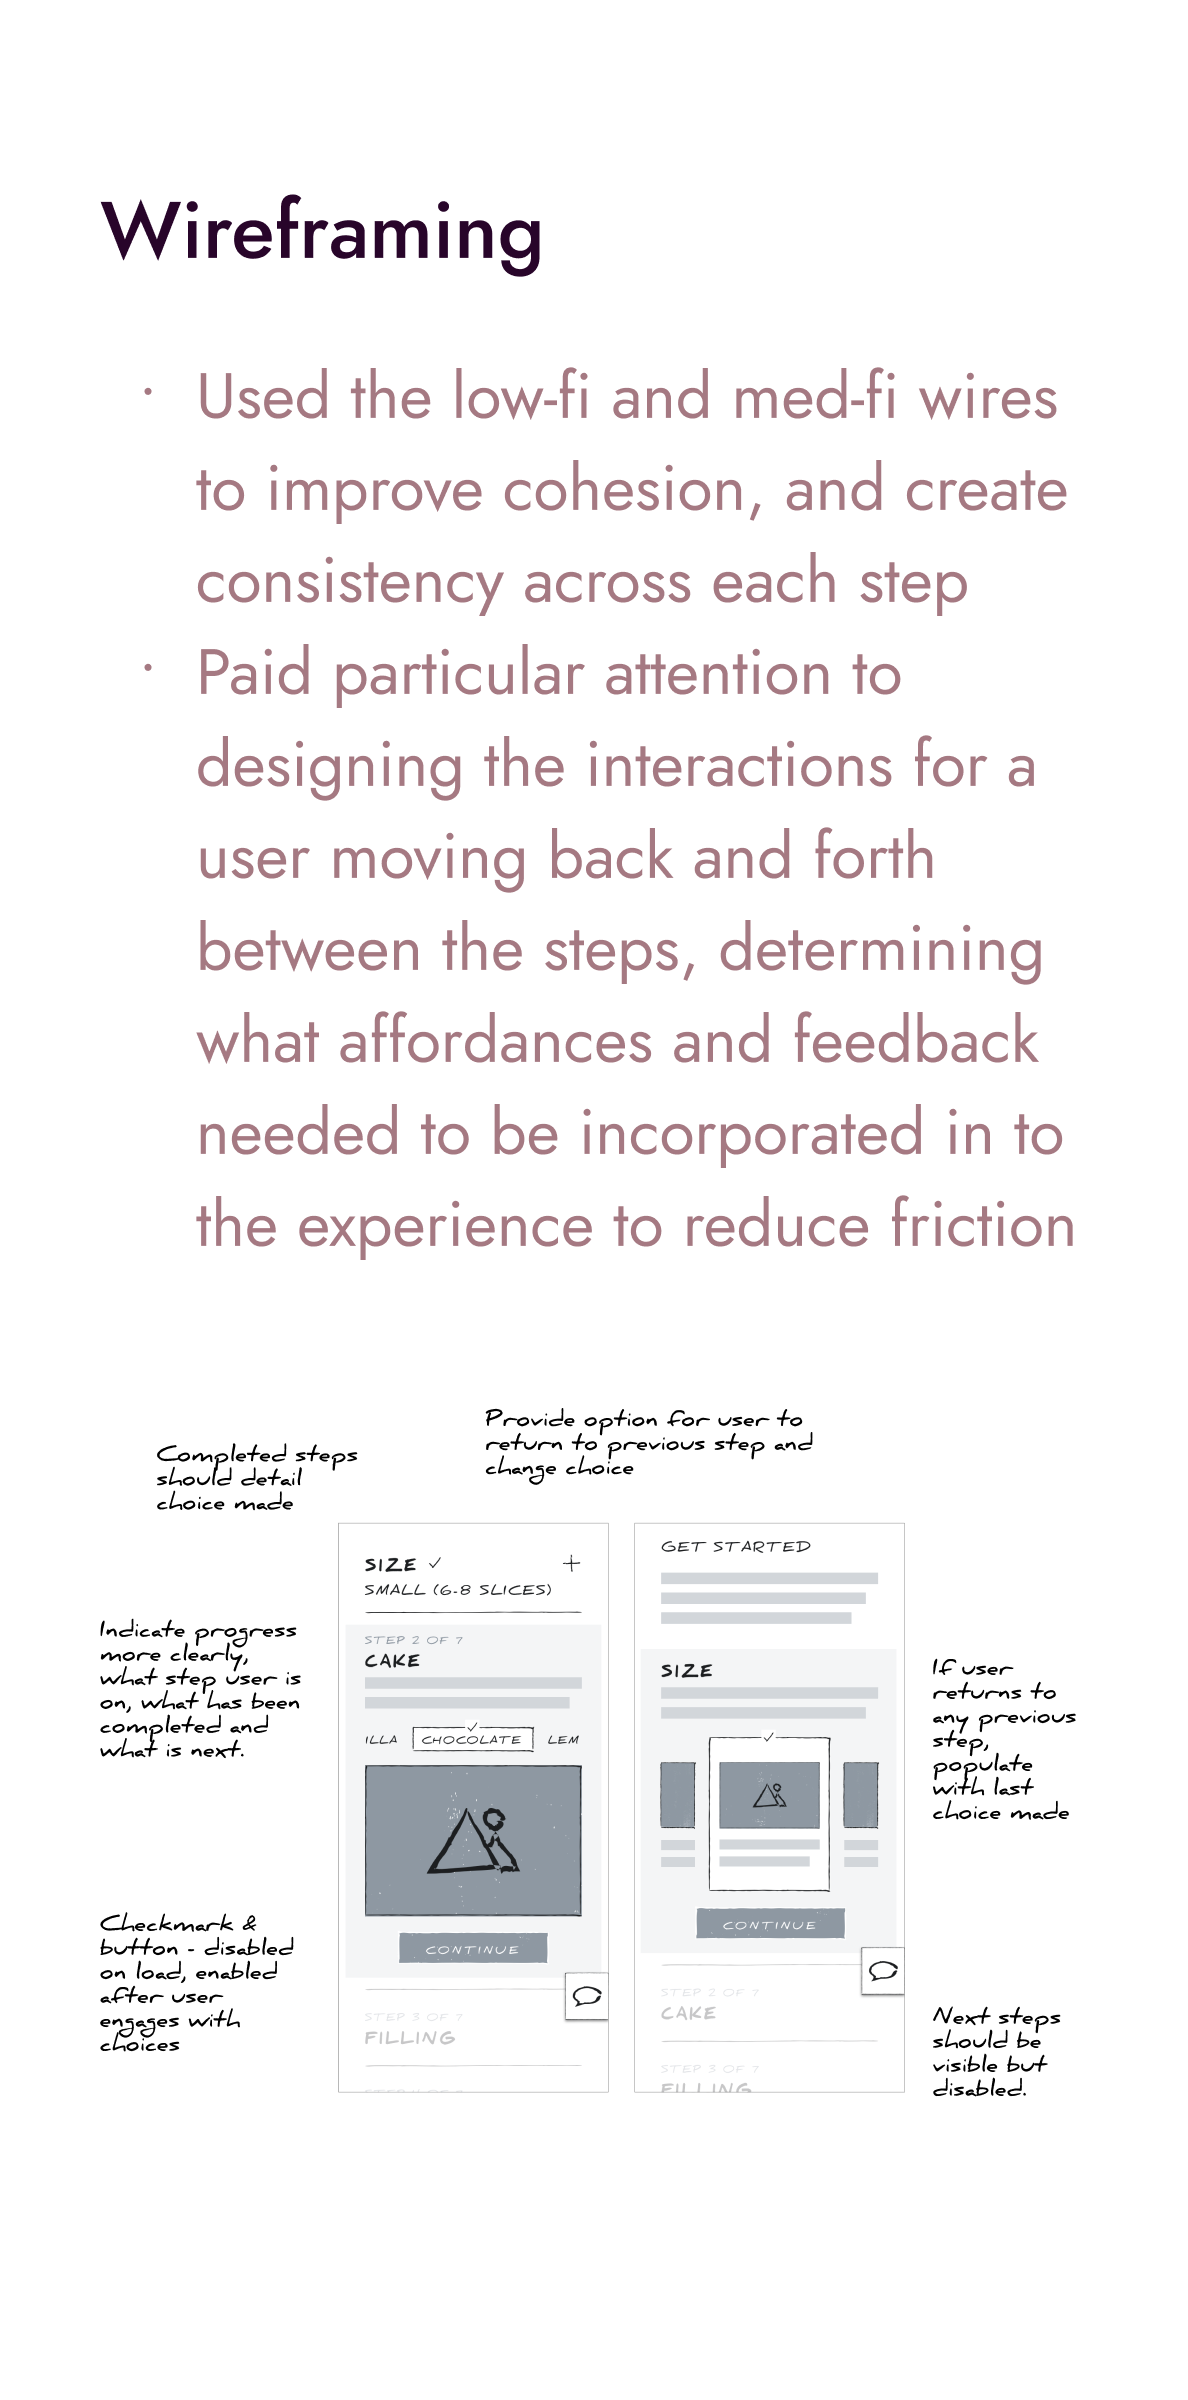 Wireframing
· Used the low-fi and med-fi wires
to improve cohesion, and create
consistency across each step
· Paid particular attention to
designing the interactions for a
user moving back and forth
between the steps, determining
what affordances and feedback
needed to be incorporated in to
the experience to reduce friction
Completed steps
should detail
choice made
Provide option for user to
return to previous step and
change choice
Indicate progress
more clearly,
what step user is
on, what has been
completed and
what is next.
Checkmark &
button - disabled
on load, enabled
after user
engages with
choices
SIZE ✓ +
SMALL (6-8 SLICES)
STEP 2 OF 7
CAKE
ILLA CHOCOLATE LEM
CONTINUE
STEP 3 OF 7
FILLING
GET STARTED
SIZE
CONTINUE
STEP 2 OF 7
CAKE
STEP 3 OF 7
FILLING
If user
returns to
any previous
step,
populate
with last
choice made
Next steps
should be
visible but
disabled.